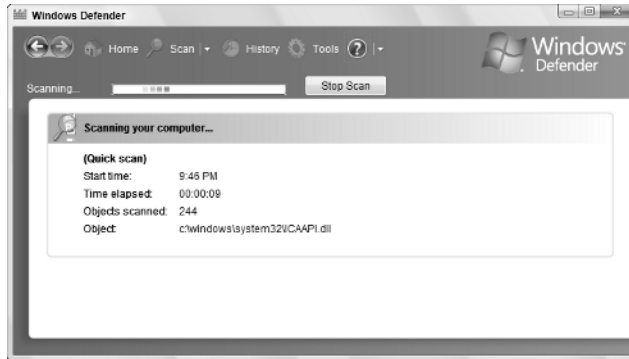 Windows Defender
Home Scan History Tools ?
Windows
Defender
Scanning...
Stop Scan
Scanning your computer...
(Quick scan)
Start time: 9:46 PM
Time elapsed: 00:00:09
Objects scanned: 244
Object: c:\windows\system32\ICAAPI.dll